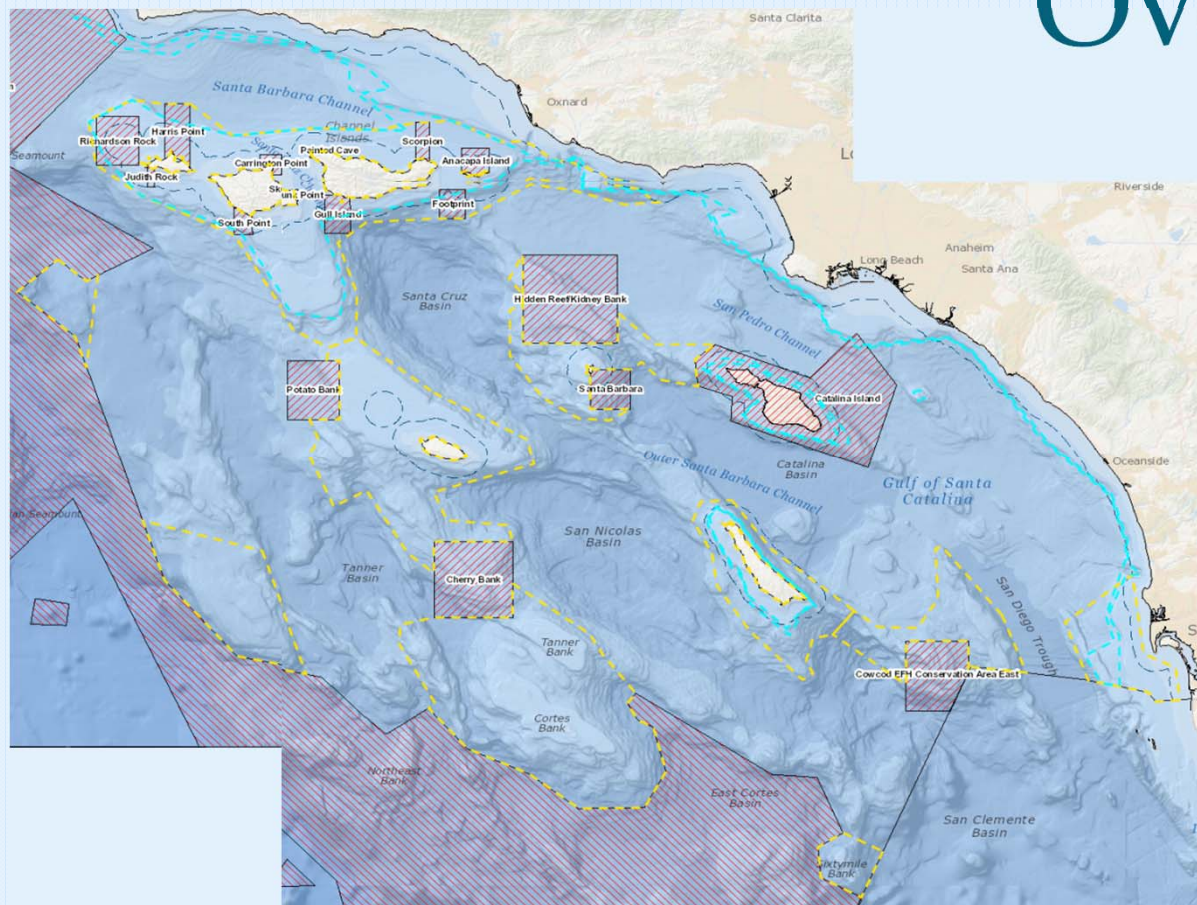 OV
Santa Clarita
Oxnard
Santa Barbara Channel
Channel
Islands
Richardson Rock
Harris Point
Painted Cave
Scorpion
Seamount
Carrington Point
Anacapa Island
Judith Rock
Footprint
South Point
Gull Island
Riverside
Anaheim
Long Beach
Santa Ana
Santa Cruz
Basin
Hidden Reef/Kidney Bank
San Pedro Channel
Potato Bank
Santa Barbara
Catalina Island
Oceanside
Catalina
Basin
Outer Santa Barbara Channel
Gulf of Santa
Catalina
San Nicolas
Basin
Tanner
Basin
Cherry Bank
San Diego Trough
Tanner
Bank
Cowcod EFH Conservation Area East
Cortes
Bank
Northeast
Bank
East Cortes
Basin
San Clemente
Basin
Sixtymile
Bank